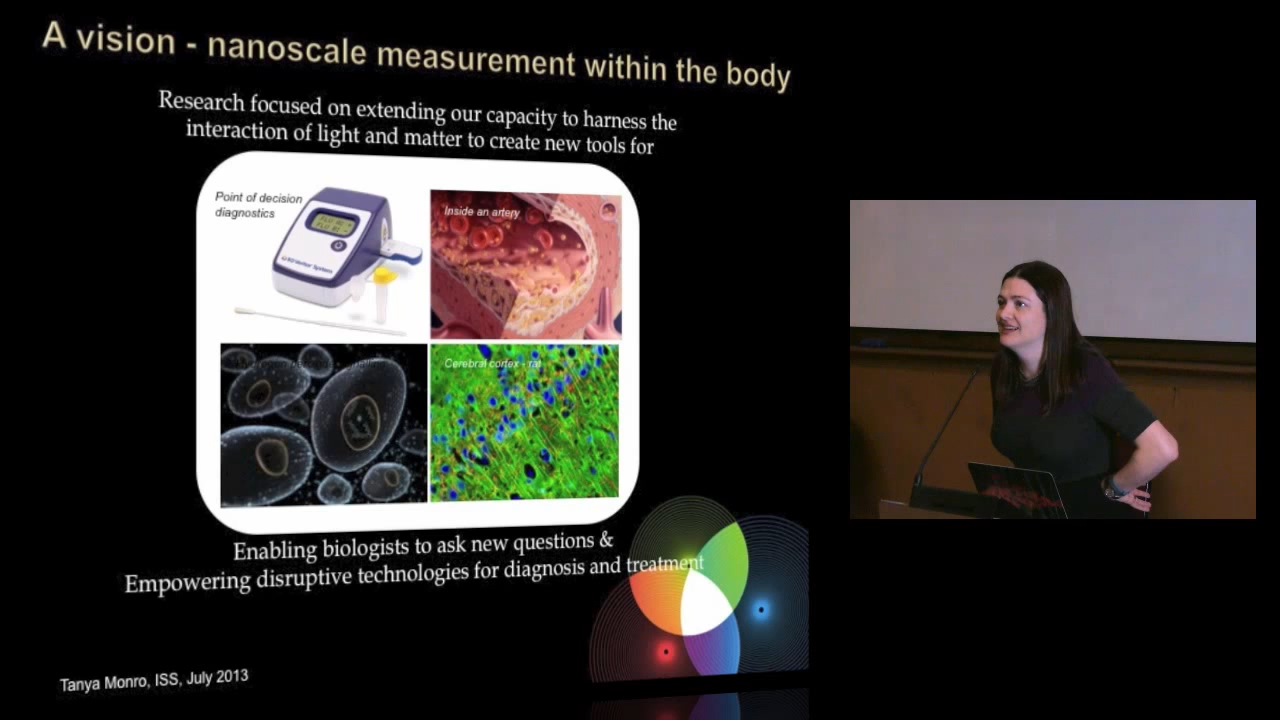 A vision - nanoscale measurement within the body
Research focused on extending our capacity to harness the
interaction of light and matter to create new tools for
Point of decision
diagnostics
Inside an artery
Cerebral cortex - rat
Enabling biologists to ask new questions &
Empowering disruptive technologies for diagnosis and treatment
Tanya Monro, ISS, July 2013